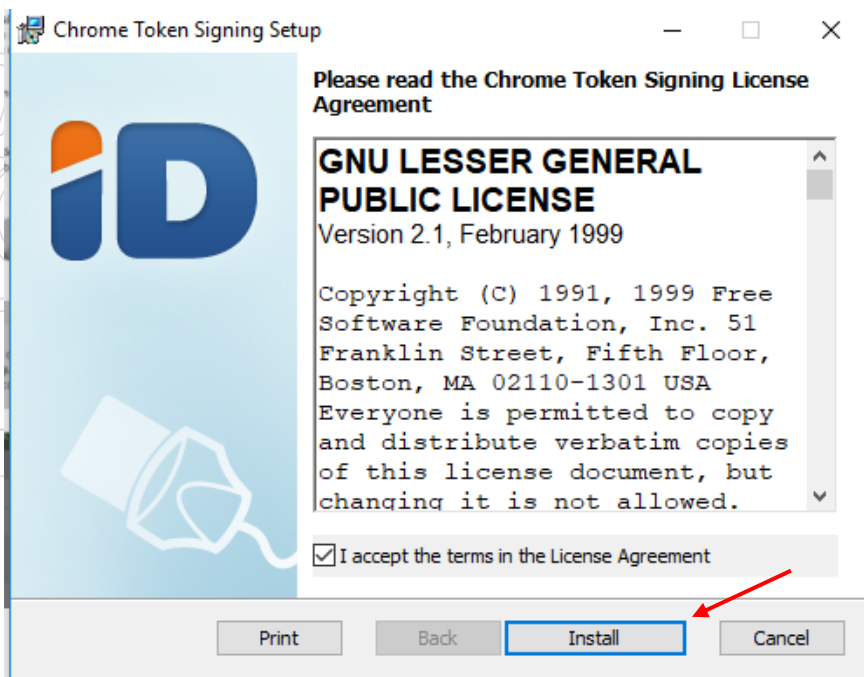 Chrome Token Signing Setup
Please read the Chrome Token Signing License
Agreement
iD
GNU LESSER GENERAL
PUBLIC LICENSE
Version 2.1, February 1999
Copyright (C) 1991, 1999 Free
Software Foundation, Inc. 51
Franklin Street, Fifth Floor,
Boston, MA 02110-1301 USA
Everyone is permitted to copy
and distribute verbatim copies
of this license document, but
changing it is not allowed.
I accept the terms in the License Agreement
Print
Back
Install
Cancel